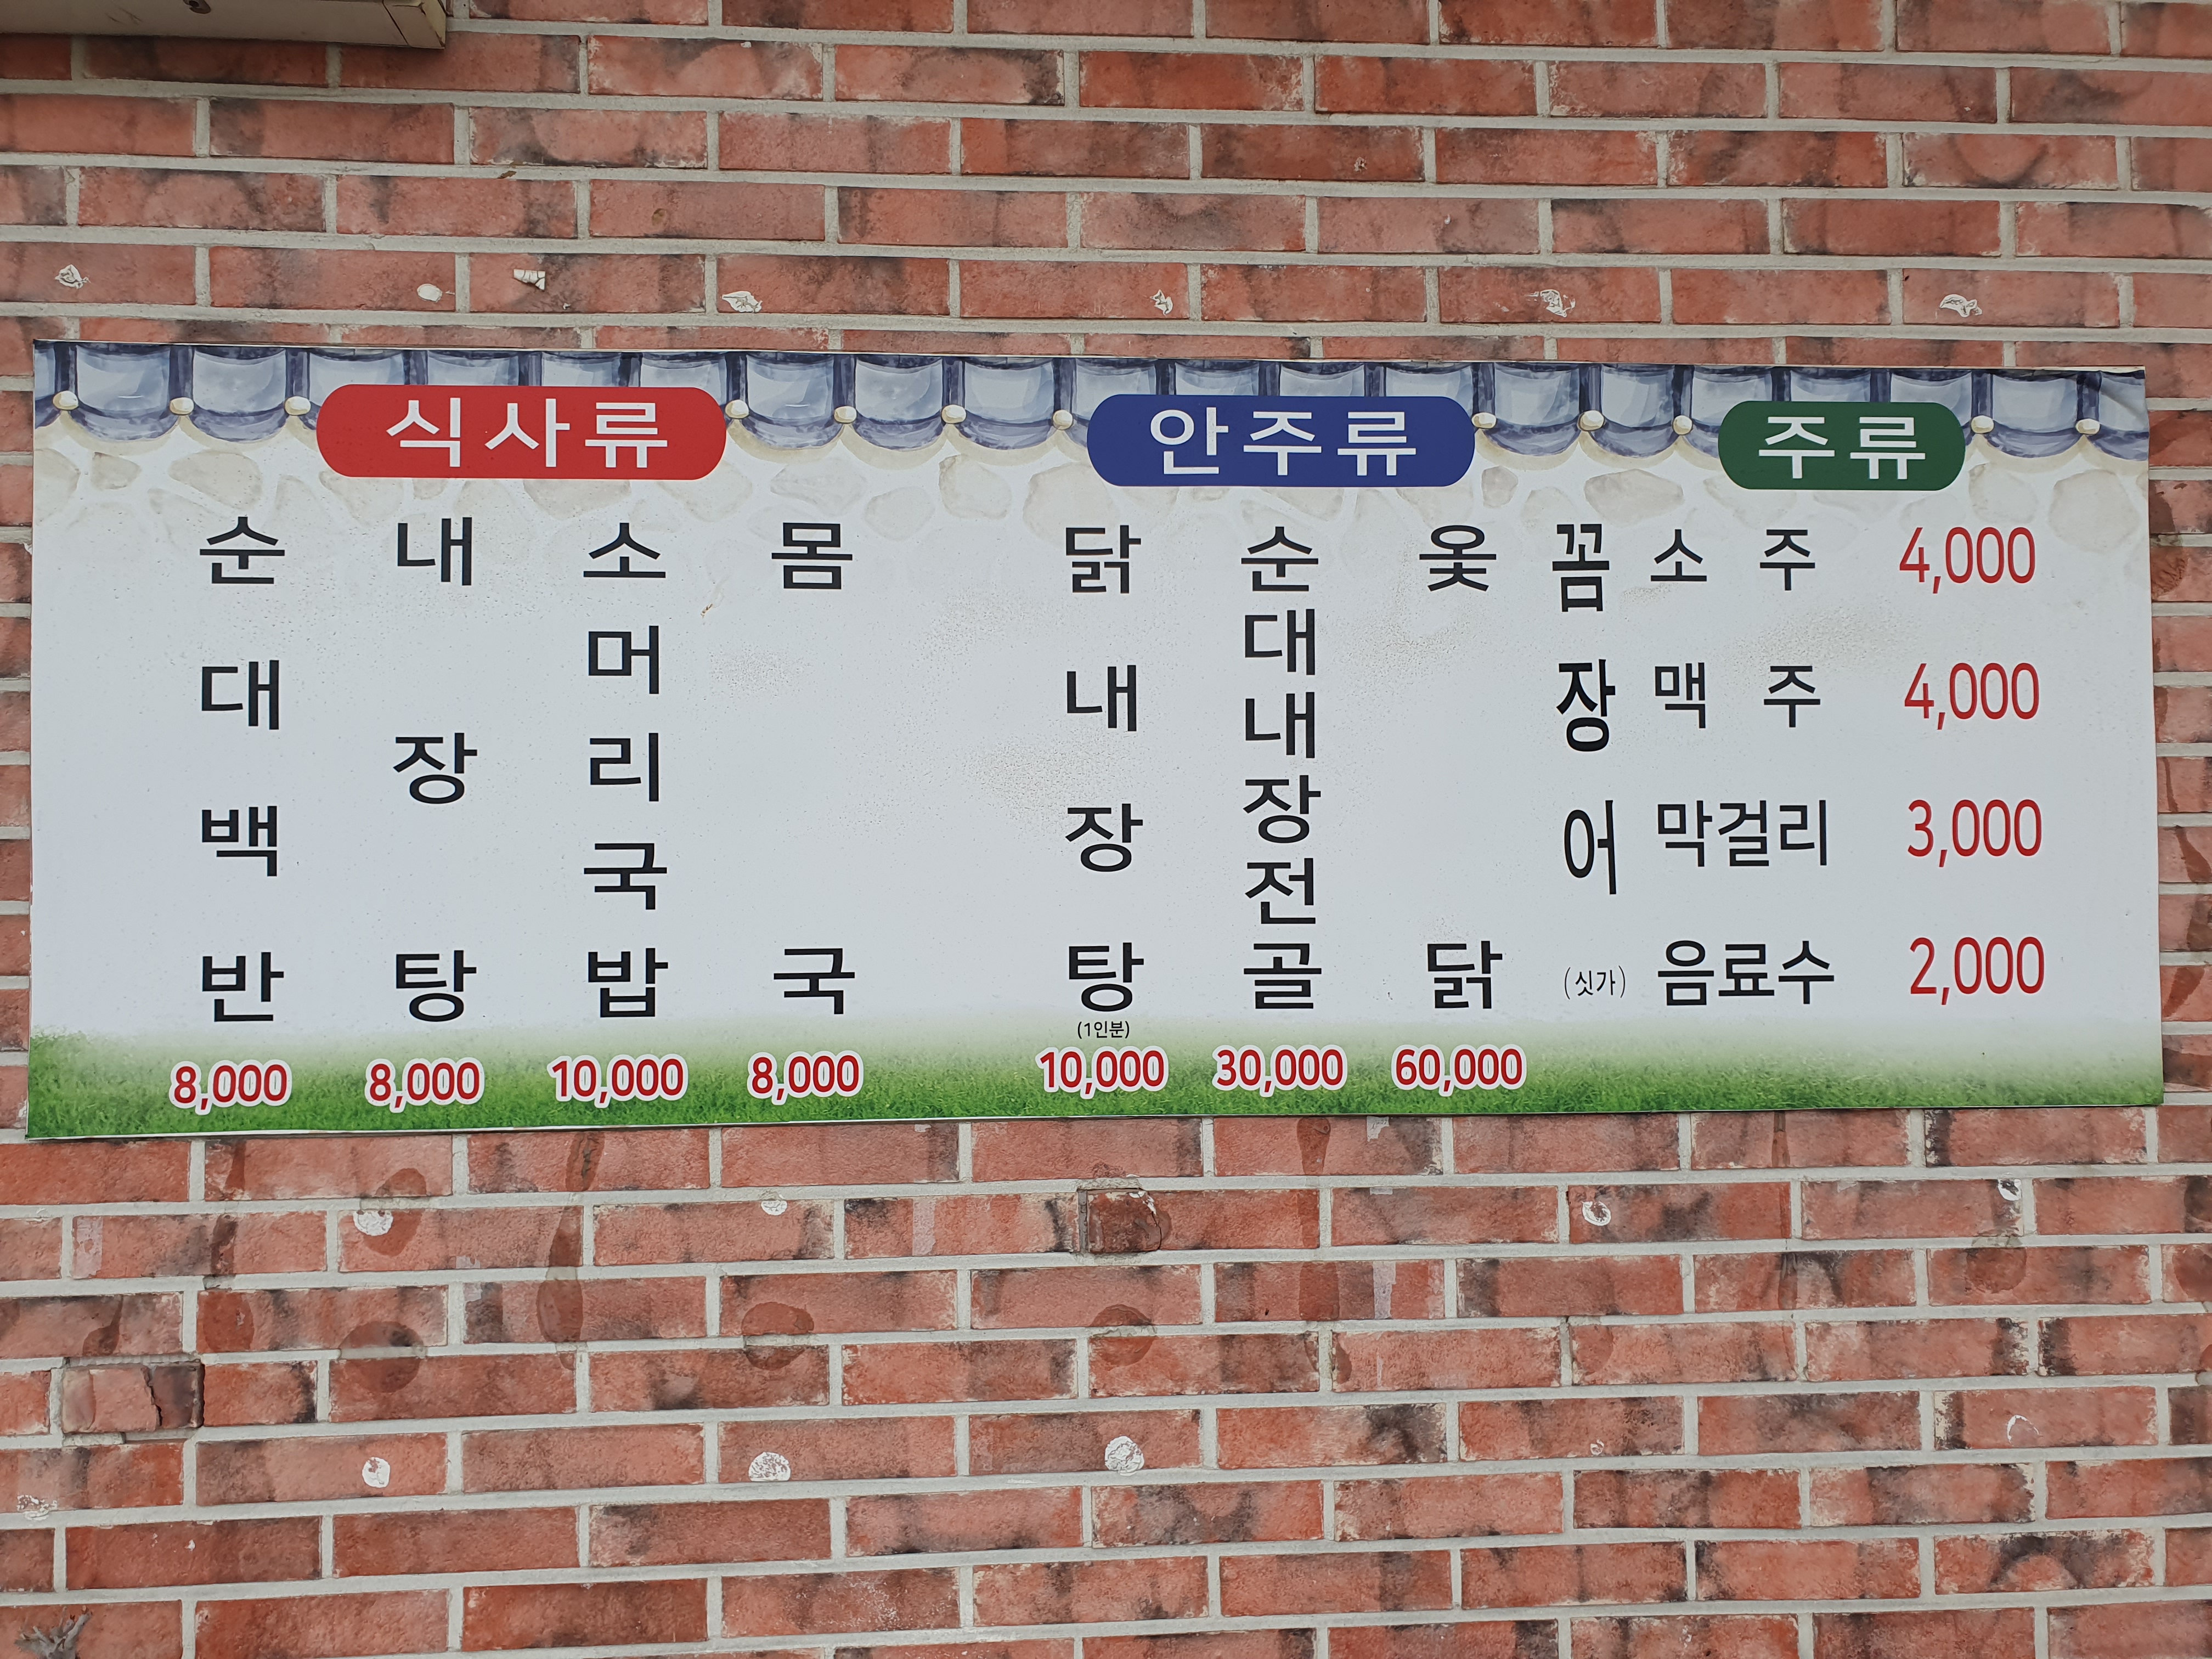 식사류
순대백반
8,000
내장탕
8,000
소머리국밥
10,000
몸국
8,000
안주류
닭내장탕
(1인분)
10,000
순대내장전골
30,000
옻닭
60,000
꼼장어
(싯가)
주류
소주 4,000
맥주 4,000
막걸리 3,000
음료수 2,000